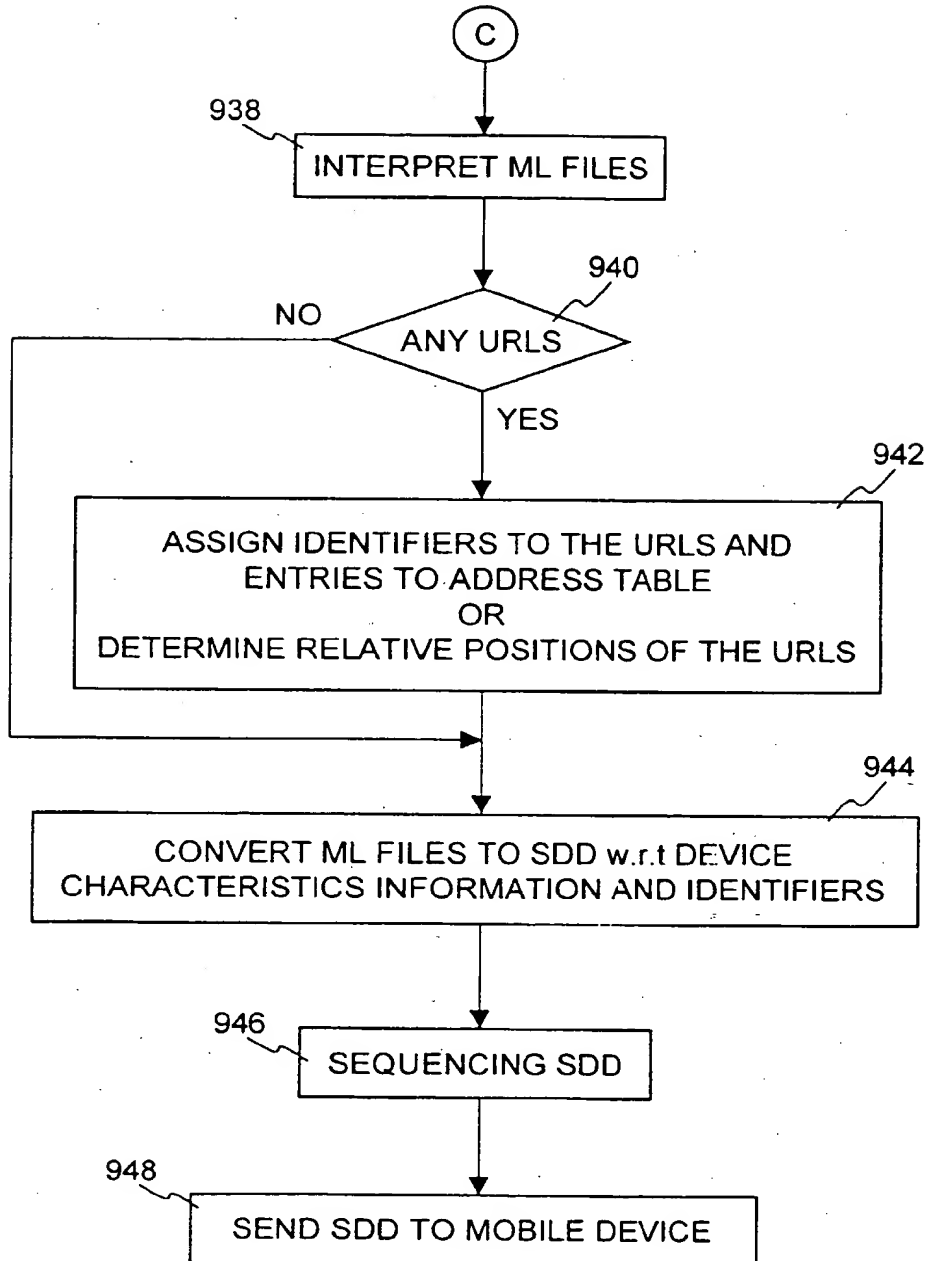 C
938
INTERPRET ML FILES
940
NO
ANY URLS
YES
942
ASSIGN IDENTIFIERS TO THE URLS AND
ENTRIES TO ADDRESS TABLE
OR
DETERMINE RELATIVE POSITIONS OF THE URLS
944
CONVERT ML FILES TO SDD w.r.t DEVICE
CHARACTERISTICS INFORMATION AND IDENTIFIERS
946
SEQUENCING SDD
948
SEND SDD TO MOBILE DEVICE